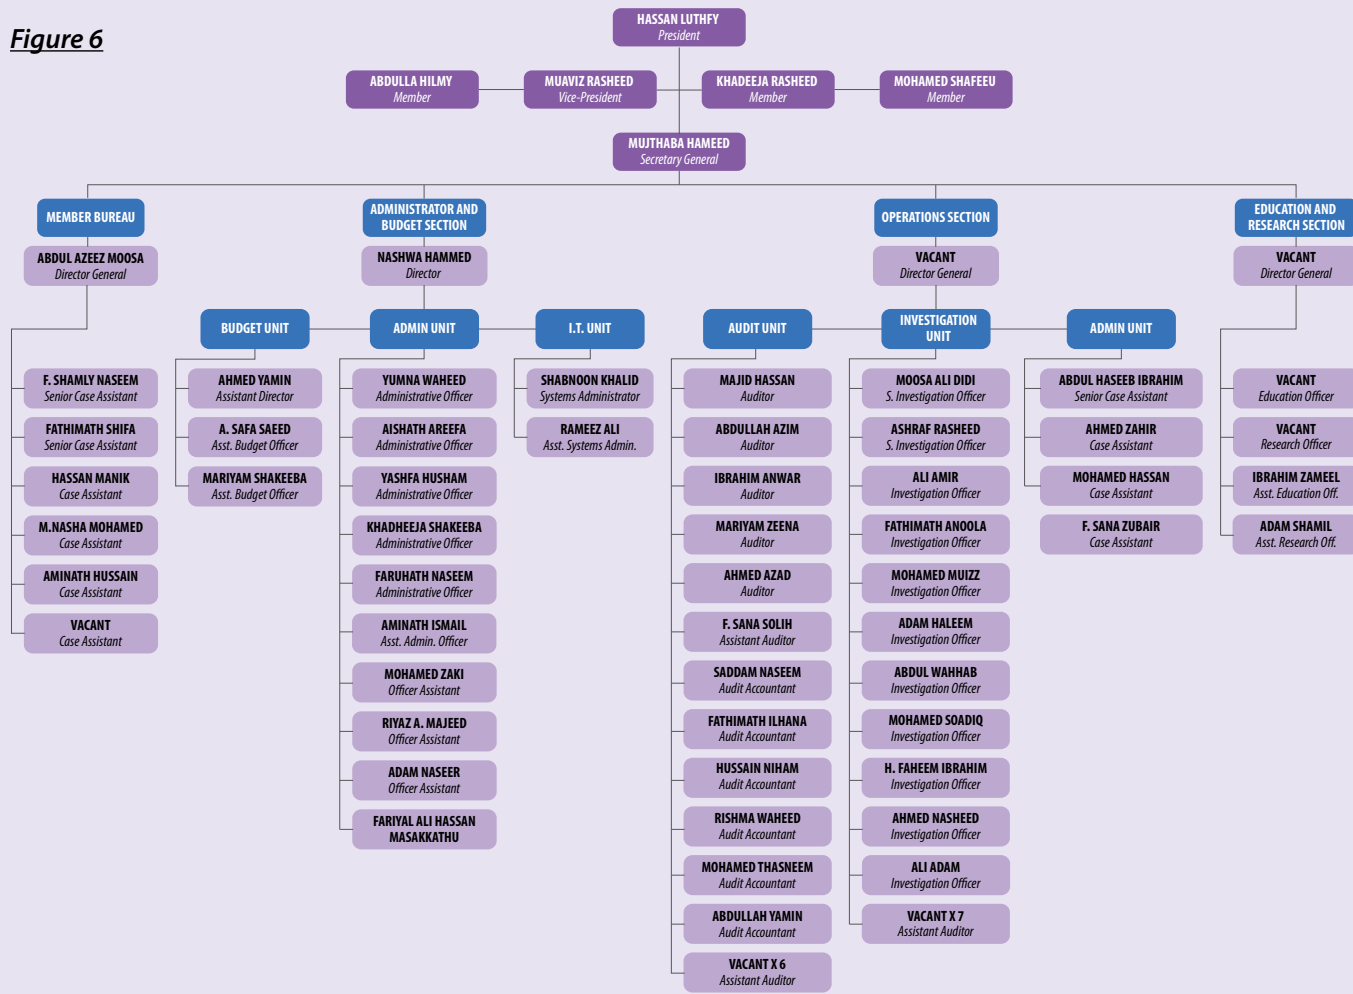 Figure 6
HASSAN LUTHFY
President
ABDULLA HILMY
Member
MUAVIZ RASHEED
Vice-President
KHADEEJA RASHEED
Member
MOHAMED SHAFEEU
Member
MUJTHABA HAMEED
Secretary General
MEMBER BUREAU
ABDUL AZEEZ MOOSA
Director General
F. SHAMLY NASEEM
Senior Case Assistant
FATHIMATH SHIFA
Senior Case Assistant
HASSAN MANIK
Case Assistant
M.NASHA MOHAMED
Case Assistant
AMINATH HUSSAIN
Case Assistant
VACANT
Case Assistant
ADMINISTRATOR AND
BUDGET SECTION
NASHWA HAMMED
Director
BUDGET UNIT
AHMED YAMIN
Assistant Director
A. SAFA SAEED
Asst. Budget Officer
MARIYAM SHAKEEBA
Asst. Budget Officer
ADMIN UNIT
YUMNA WAHEED
Administrative Officer
AISHATH AREEFA
Administrative Officer
YASHFA HUSHAM
Administrative Officer
KHADHEEJA SHAKEEBA
Administrative Officer
FARUHATH NASEEM
Administrative Officer
AMINATH ISMAIL
Asst. Admin. Officer
MOHAMED ZAKI
Officer Assistant
RIYAZ A. MAJEED
Officer Assistant
ADAM NASEER
Officer Assistant
FARIYAL ALI HASSAN
MASAKKATHU
I.T. UNIT
SHABNOON KHALID
Systems Administrator
RAMEEZ ALI
Asst. Systems Admin.
OPERATIONS SECTION
VACANT
Director General
AUDIT UNIT
MAJID HASSAN
Auditor
ABDULLAH AZIM
Auditor
IBRAHIM ANWAR
Auditor
MARIYAM ZEENA
Auditor
AHMED AZAD
Auditor
F. SANA SOLIH
Assistant Auditor
SADDAM NASEEM
Audit Accountant
FATHIMATH ILHANA
Audit Accountant
HUSSAIN NIHAM
Audit Accountant
RISHMA WAHEED
Audit Accountant
MOHAMED THASNEEM
Audit Accountant
ABDULLAH YAMIN
Audit Accountant
VACANT X 6
Assistant Auditor
INVESTIGATION
UNIT
MOOSA ALI DIDI
S. Investigation Officer
ASHRAF RASHEED
S. Investigation Officer
ALI AMIR
Investigation Officer
FATHIMATH ANOOLA
Investigation Officer
MOHAMED MUIZZ
Investigation Officer
ADAM HALEEM
Investigation Officer
ABDUL WAHHAB
Investigation Officer
MOHAMED SOADIQ
Investigation Officer
H. FAHEEM IBRAHIM
Investigation Officer
AHMED NASHEED
Investigation Officer
ALI ADAM
Investigation Officer
VACANT X 7
Assistant Auditor
ADMIN UNIT
ABDUL HASEEB IBRAHIM
Senior Case Assistant
AHMED ZAHIR
Case Assistant
MOHAMED HASSAN
Case Assistant
F. SANA ZUBAIR
Case Assistant
EDUCATION AND
RESEARCH SECTION
VACANT
Director General
VACANT
Education Officer
VACANT
Research Officer
IBRAHIM ZAMEEL
Asst. Education Off.
ADAM SHAMIL
Asst. Research Off.